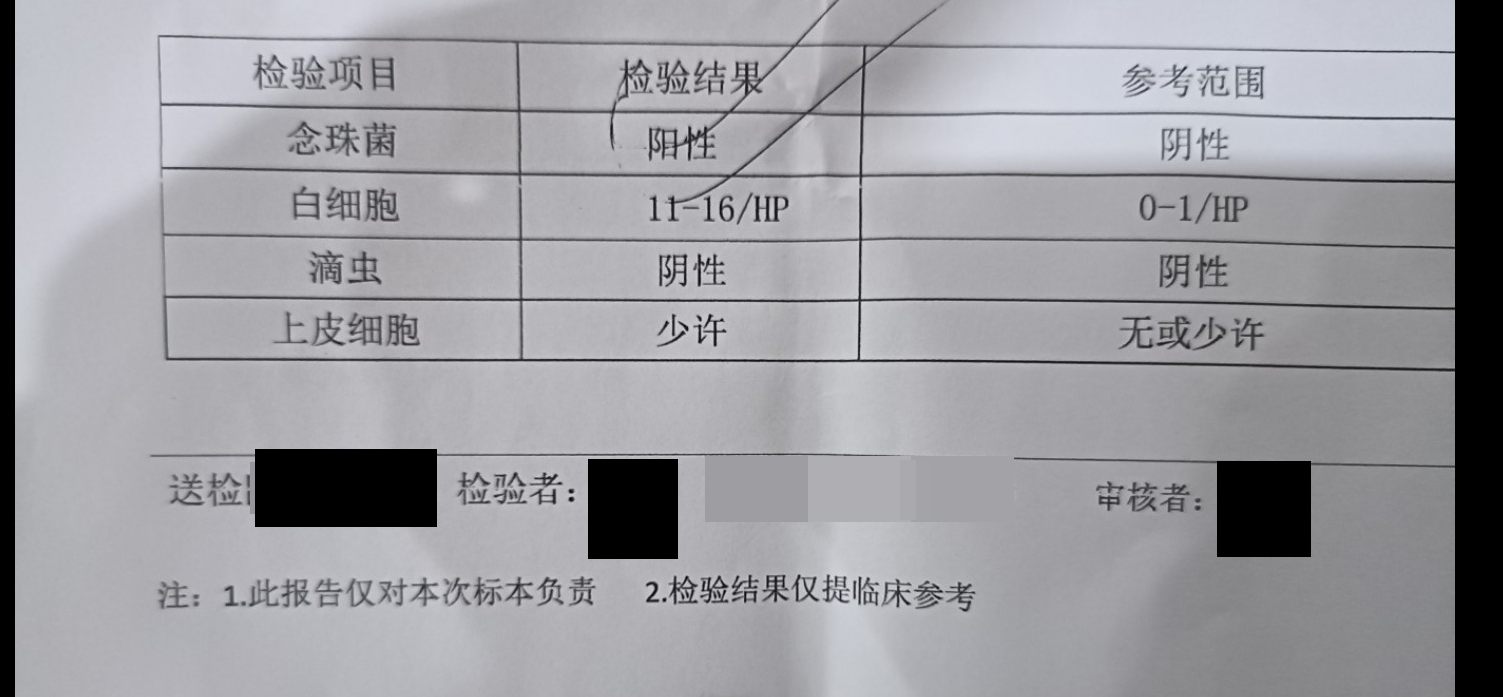 检验项目 检验结果 参考范围
念珠菌 阳性 阴性
白细胞 11-16/HP 0-1/HP
滴虫 阴性 阴性
上皮细胞 少许 无或少许
送检 检验者: 审核者:
注: 1.此报告仅对本次标本负责 2.检验结果仅提临床参考